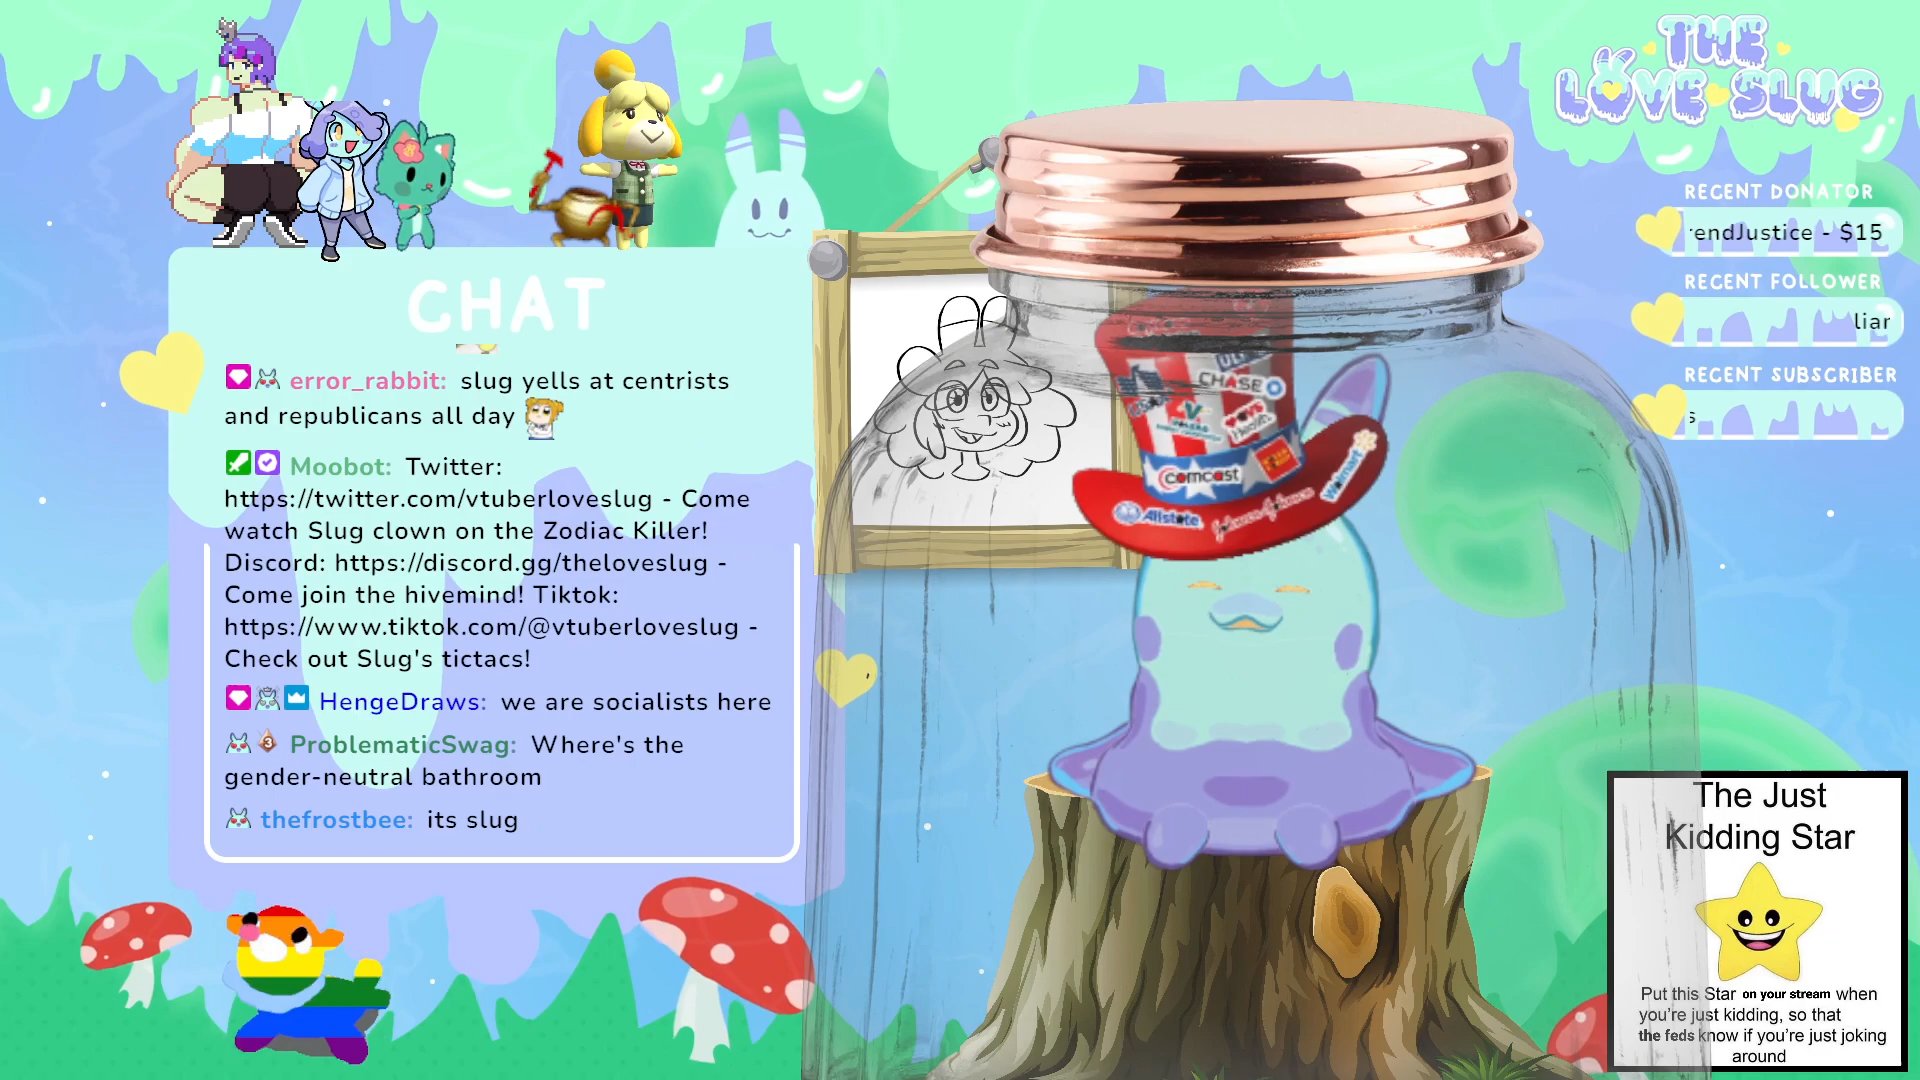 THE
LOVE SLUG
RECENT DONATOR
rendJustice - $15
RECENT FOLLOWER
liar
RECENT SUBSCRIBER
s
CHAT
error_rabbit: slug yells at centrists
and republicans all day
Moobot: Twitter:
https://twitter.com/vtuberloveslug - Come
watch Slug clown on the Zodiac Killer!
Discord: https://discord.gg/theloveslug -
Come join the hivemind! Tiktok:
https://www.tiktok.com/@vtuberloveslug -
Check out Slug's tictacs!
HengeDraws: we are socialists here
ProblematicSwag: Where's the
gender-neutral bathroom
3
thefrostbee: its slug
CHASE
VALERO
comcast
Walmart
Allstate
Johnson & Johnson
The Just
Kidding Star
Put this Star on your stream when
you're just kidding, so that
the feds know if you're just joking
around